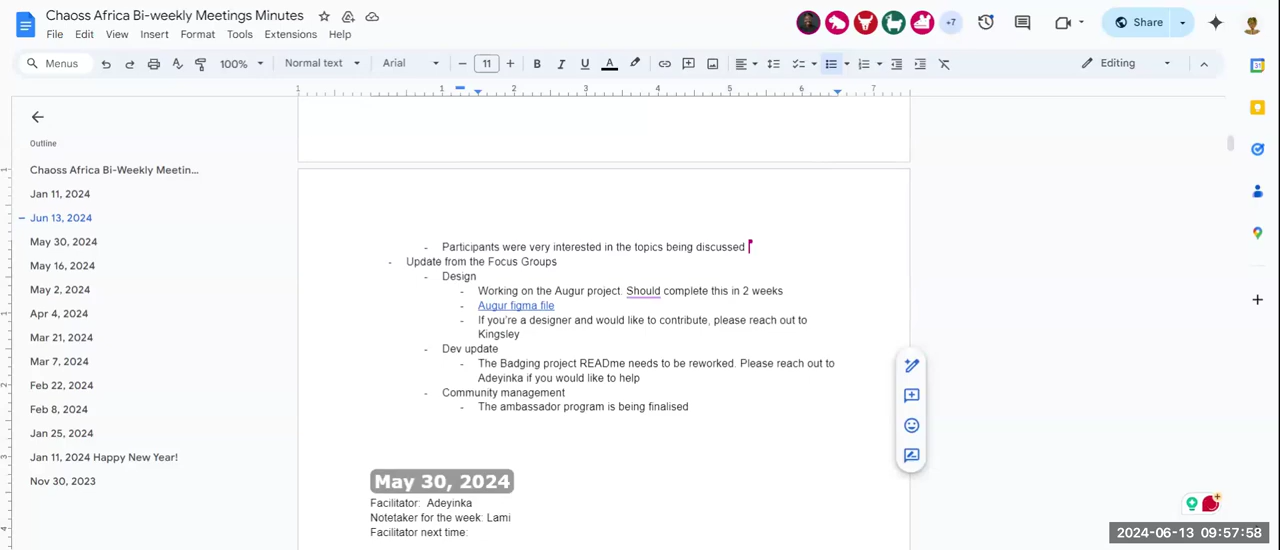 Chaoss Africa Bi-weekly Meetings Minutes
File Edit View Insert Format Tools Extensions Help
+7
Share
Menus
100%
Normal text
Arial
11
Editing
1 1 2 3 4 5 6 7
Outline
Chaoss Africa Bi-Weekly Meetin...
Jan 11, 2024
Jun 13, 2024
May 30, 2024
May 16, 2024
May 2, 2024
Apr 4, 2024
Mar 21, 2024
Mar 7, 2024
Feb 22, 2024
Feb 8, 2024
Jan 25, 2024
Jan 11, 2024 Happy New Year!
Nov 30, 2023
- Participants were very interested in the topics being discussed
- Update from the Focus Groups
- Design
- Working on the Augur project. Should complete this in 2 weeks
- Augur figma file
- If you're a designer and would like to contribute, please reach out to
Kingsley
- Dev update
- The Badging project READme needs to be reworked. Please reach out to
Adeyinka if you would like to help
- Community management
- The ambassador program is being finalised
May 30, 2024
Facilitator: Adeyinka
Notetaker for the week: Lami
Facilitator next time:
2024-06-13 09:57:58